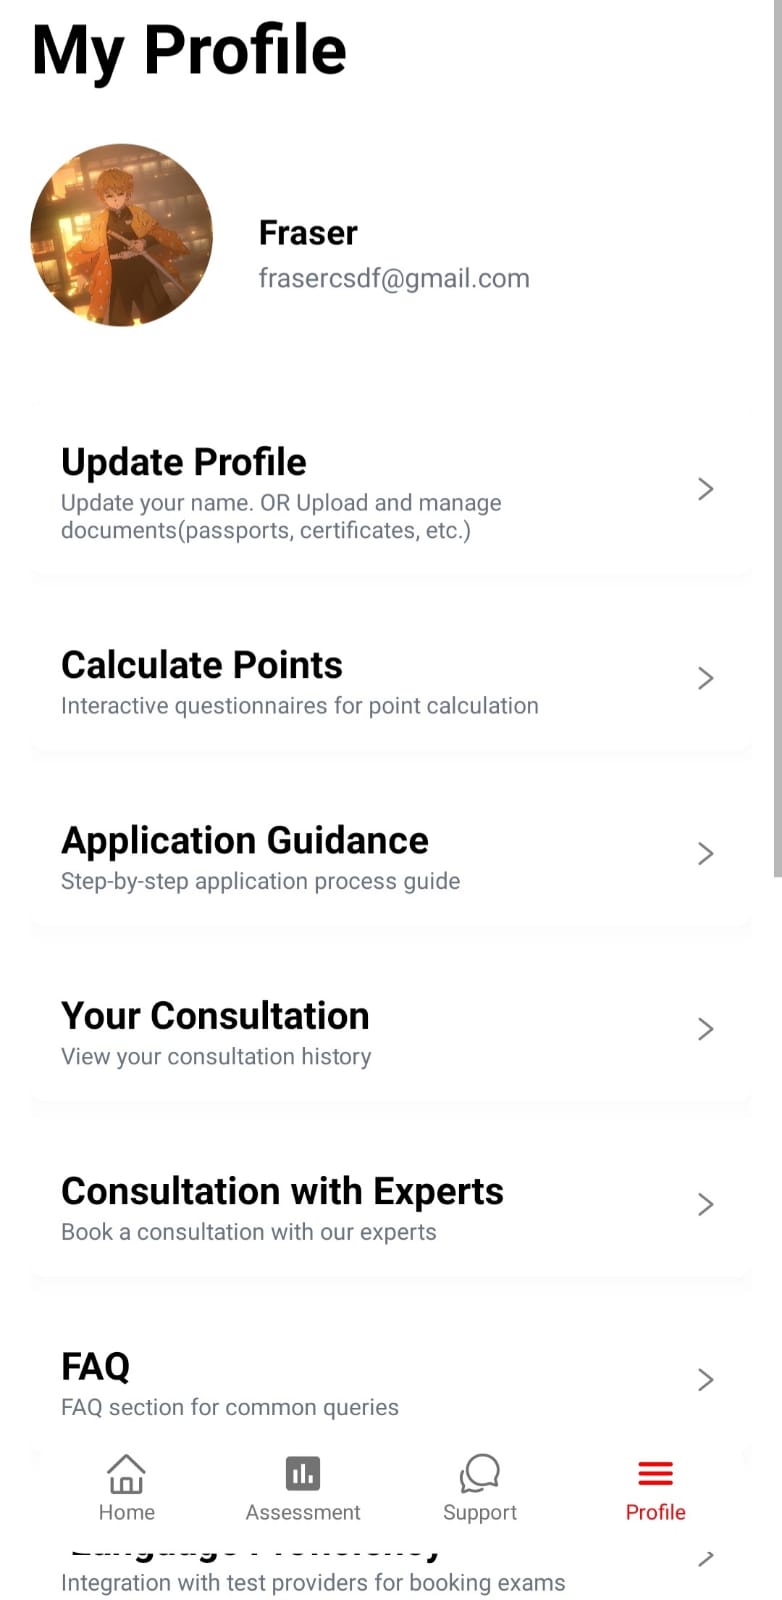 My Profile
Fraser
frasercsdf@gmail.com
Update Profile
Update your name. OR Upload and manage
documents(passports, certificates, etc.)
Calculate Points
Interactive questionnaires for point calculation
Application Guidance
Step-by-step application process guide
Your Consultation
View your consultation history
Consultation with Experts
Book a consultation with our experts
FAQ
FAQ section for common queries
Home
Assessment
Support
Profile
Integration with test providers for booking exams